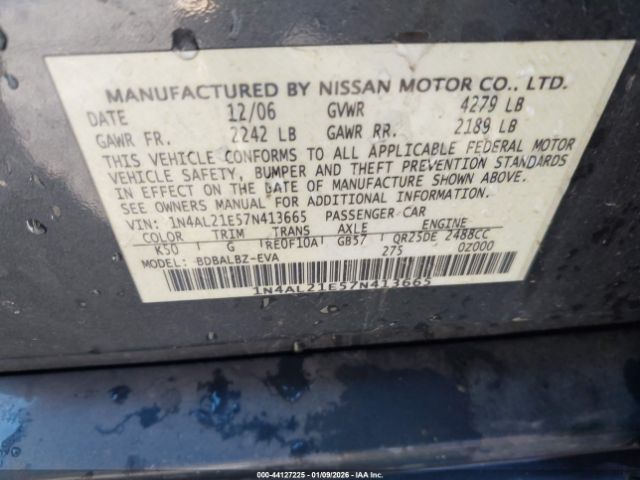 MANUFACTURED BY NISSAN MOTOR CO., LTD.
DATE 12/06 GVWR 4279 LB
GAWR FR. 2242 LB GAWR RR. 2189 LB
THIS VEHICLE CONFORMS TO ALL APPLICABLE FEDERAL MOTOR
VEHICLE SAFETY, BUMPER AND THEFT PREVENTION STANDARDS
IN EFFECT ON THE DATE OF MANUFACTURE SHOWN ABOVE.
SEE OWNERS MANUAL FOR ADDITIONAL INFORMATION.
VIN: 1N4AL21E57N413665 PASSENGER CAR
COLOR TRIM TRANS AXLE ENGINE
K50 G RE0F10A GB57 QR25DE 2488CC
MODEL: BDBALBZ-EVA 275 0Z000
1N4AL21E57N413665
000-44127225 | 01/09/2026 - IAA Inc.